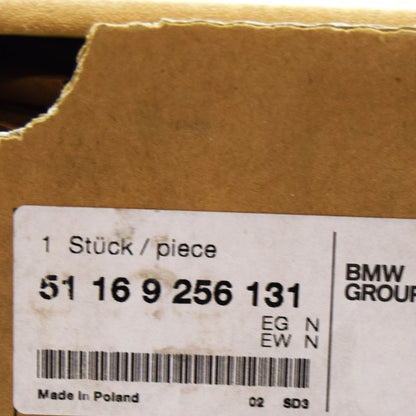 1 Stück / piece
51 16 9 256 131
EG N
EW N
Made in Poland 02 SD3
BMW
GROUP